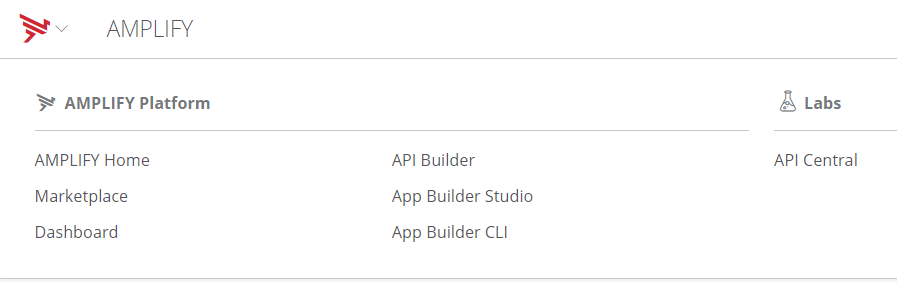 AMPLIFY
AMPLIFY Platform
AMPLIFY Home
Marketplace
Dashboard
API Builder
App Builder Studio
App Builder CLI
Labs
API Central